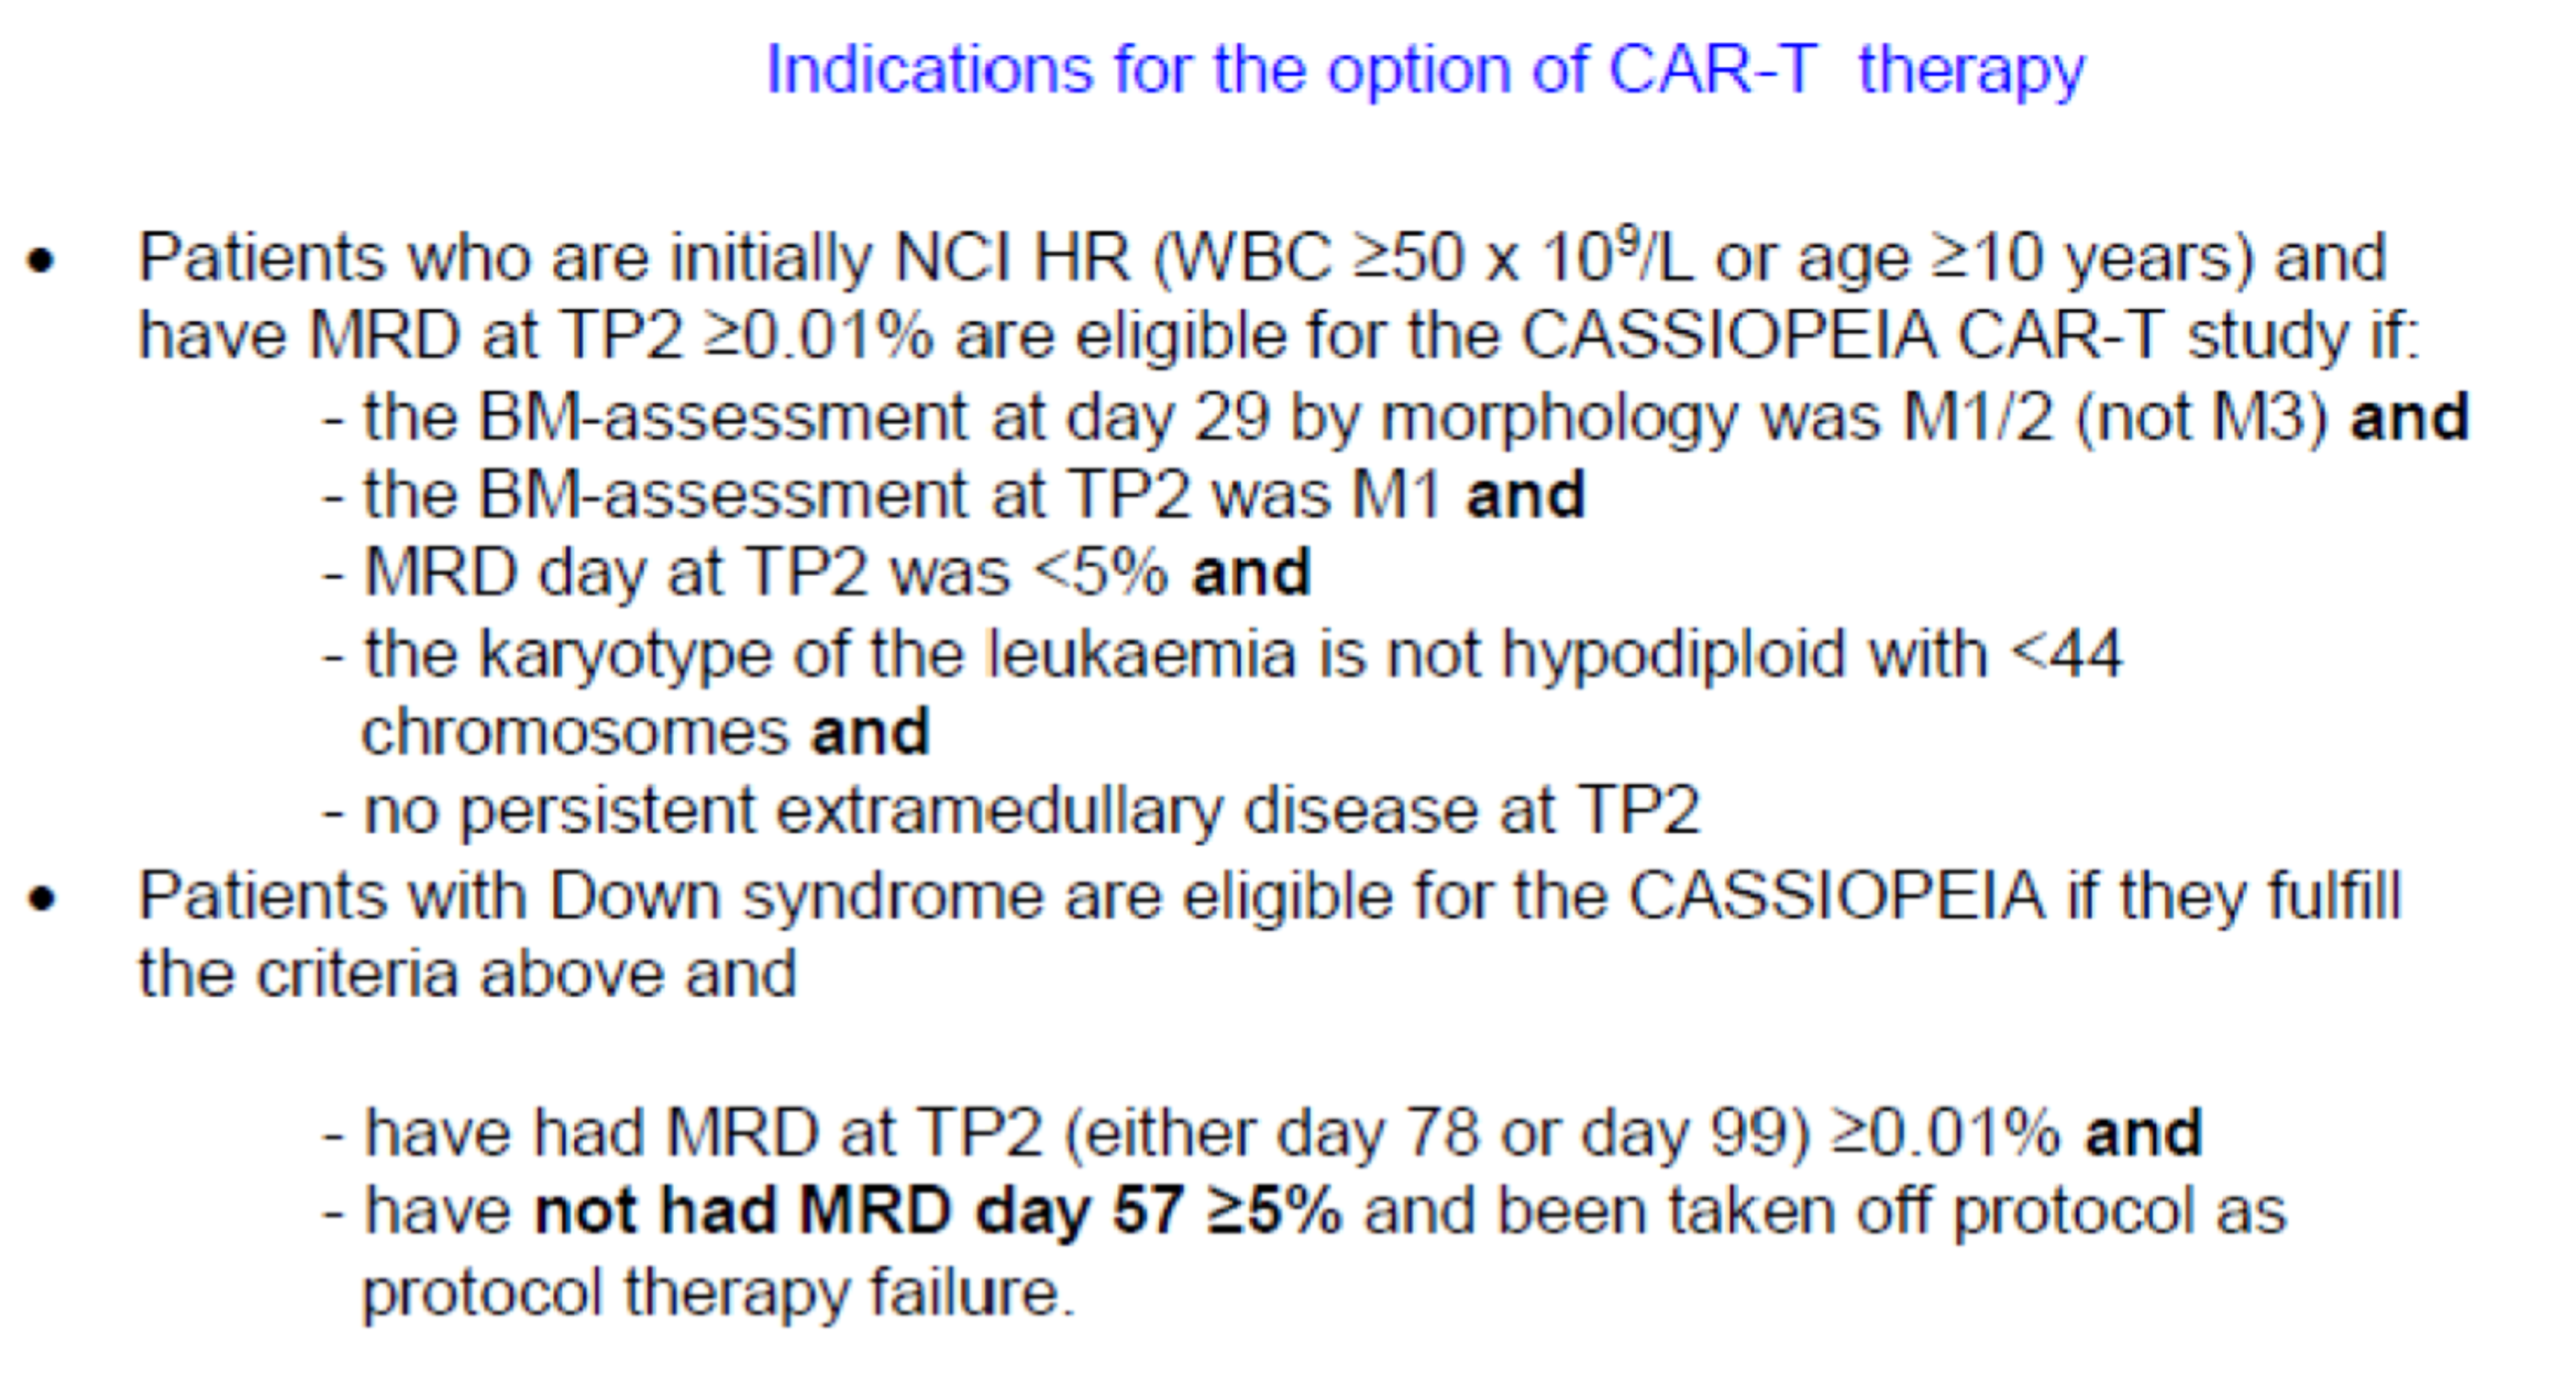 Indications for the option of CAR-T therapy
• Patients who are initially NCI HR (WBC ≥50 x 10⁹/L or age ≥10 years) and
have MRD at TP2 ≥0.01% are eligible for the CASSIOPEIA CAR-T study if:
- the BM-assessment at day 29 by morphology was M1/2 (not M3) and
- the BM-assessment at TP2 was M1 and
- MRD day at TP2 was <5% and
- the karyotype of the leukaemia is not hypodiploid with <44
chromosomes and
- no persistent extramedullary disease at TP2
• Patients with Down syndrome are eligible for the CASSIOPEIA if they fulfill
the criteria above and
- have had MRD at TP2 (either day 78 or day 99) ≥0.01% and
- have not had MRD day 57 ≥5% and been taken off protocol as
protocol therapy failure.